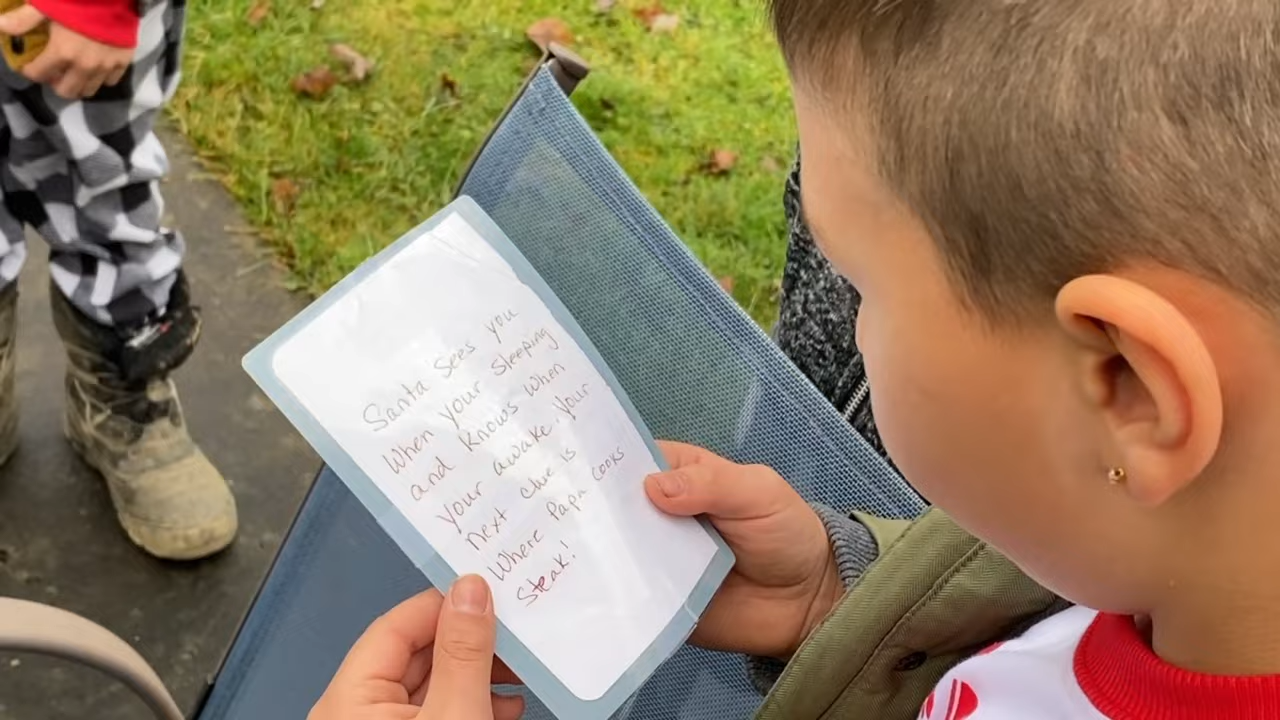 Santa sees you
when your sleeping
and knows when
your awake. Your
next clue is
where Papa cooks
steak!